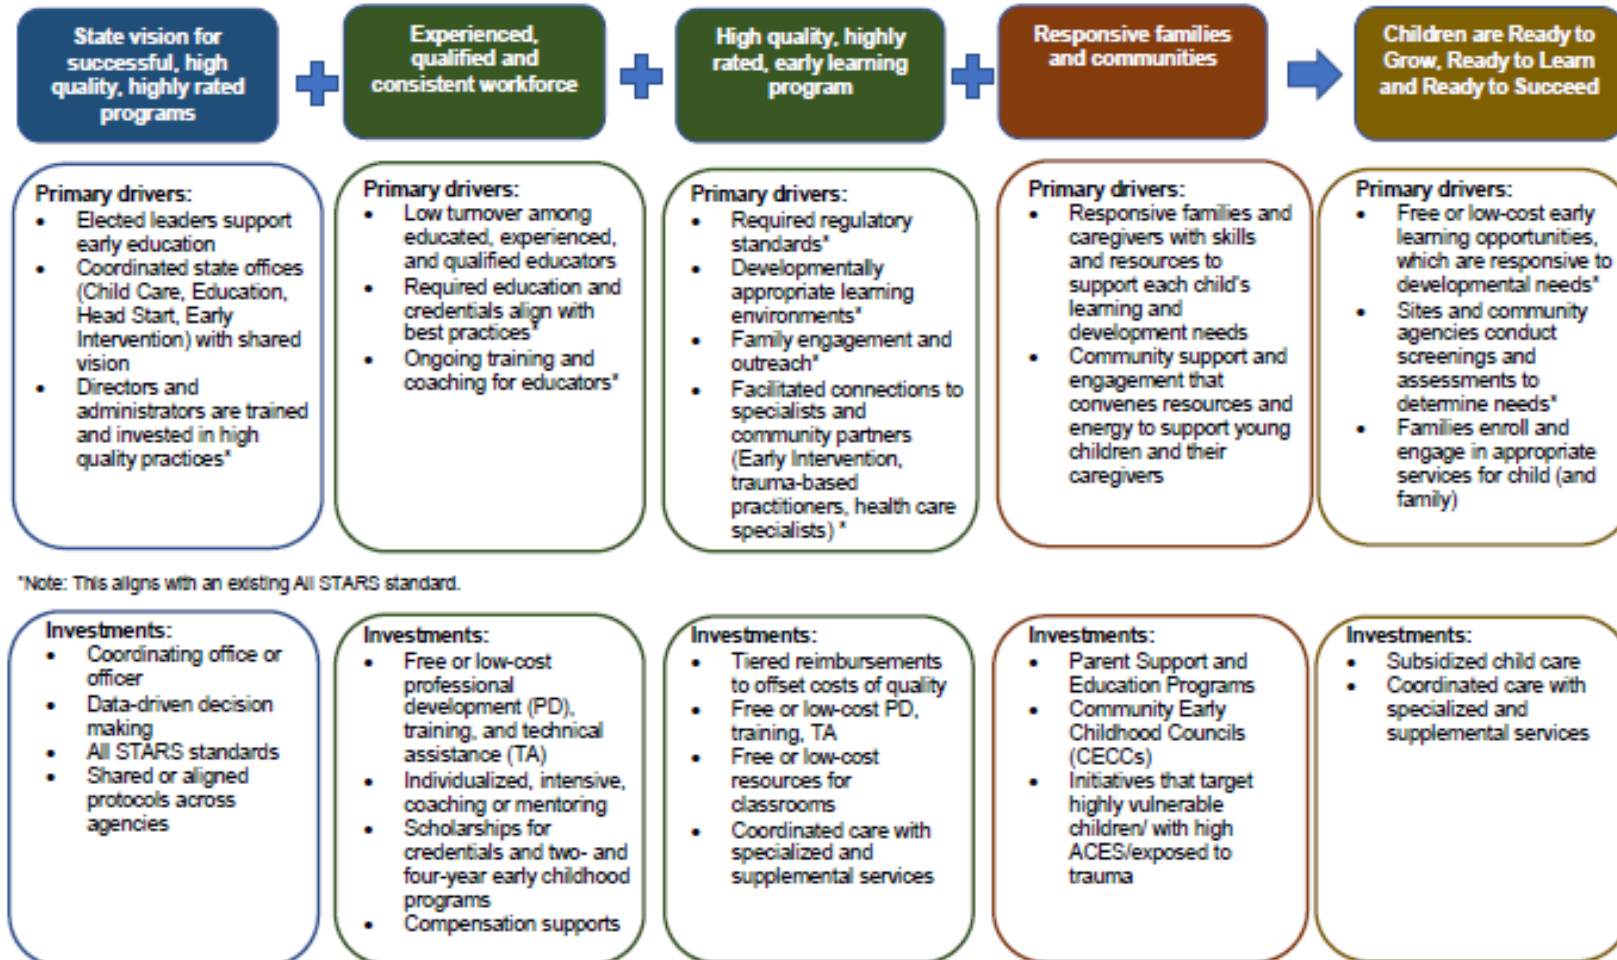 State vision for
successful, high
quality, highly rated
programs
Experienced,
qualified and
consistent workforce
High quality, highly
rated, early learning
program
Responsive families
and communities
Children are Ready to
Grow, Ready to Learn
and Ready to Succeed
Primary drivers:
• Elected leaders support
early education
• Coordinated state offices
(Child Care, Education,
Head Start, Early
Intervention) with shared
vision
• Directors and
administrators are trained
and invested in high
quality practices*
Primary drivers:
• Low turnover among
educated, experienced,
and qualified educators
• Required education and
credentials align with
best practices*
• Ongoing training and
coaching for educators*
Primary drivers:
• Required regulatory
standards*
• Developmentally
appropriate learning
environments*
• Family engagement and
outreach*
• Facilitated connections to
specialists and
community partners
(Early Intervention,
trauma-based
practitioners, health care
specialists) *
Primary drivers:
• Responsive families and
caregivers with skills
and resources to
support each child's
learning and
development needs
• Community support and
engagement that
convenes resources and
energy to support young
children and their
caregivers
Primary drivers:
• Free or low-cost early
learning opportunities,
which are responsive to
developmental needs*
• Sites and community
agencies conduct
screenings and
assessments to
determine needs*
• Families enroll and
engage in appropriate
services for child (and
family)
*Note: This aligns with an existing All STARS standard.
Investments:
• Coordinating office or
officer
• Data-driven decision
making
• All STARS standards
• Shared or aligned
protocols across
agencies
Investments:
• Free or low-cost
professional
development (PD),
training, and technical
assistance (TA)
• Individualized, intensive,
coaching or mentoring
• Scholarships for
credentials and two- and
four-year early childhood
programs
• Compensation supports
Investments:
• Tiered reimbursements
to offset costs of quality
• Free or low-cost PD,
training, TA
• Free or low-cost
resources for
classrooms
• Coordinated care with
specialized and
supplemental services
Investments:
• Parent Support and
Education Programs
• Community Early
Childhood Councils
(CECCs)
• Initiatives that target
highly vulnerable
children/ with high
ACES/exposed to
trauma
Investments:
• Subsidized child care
• Coordinated care with
specialized and
supplemental services